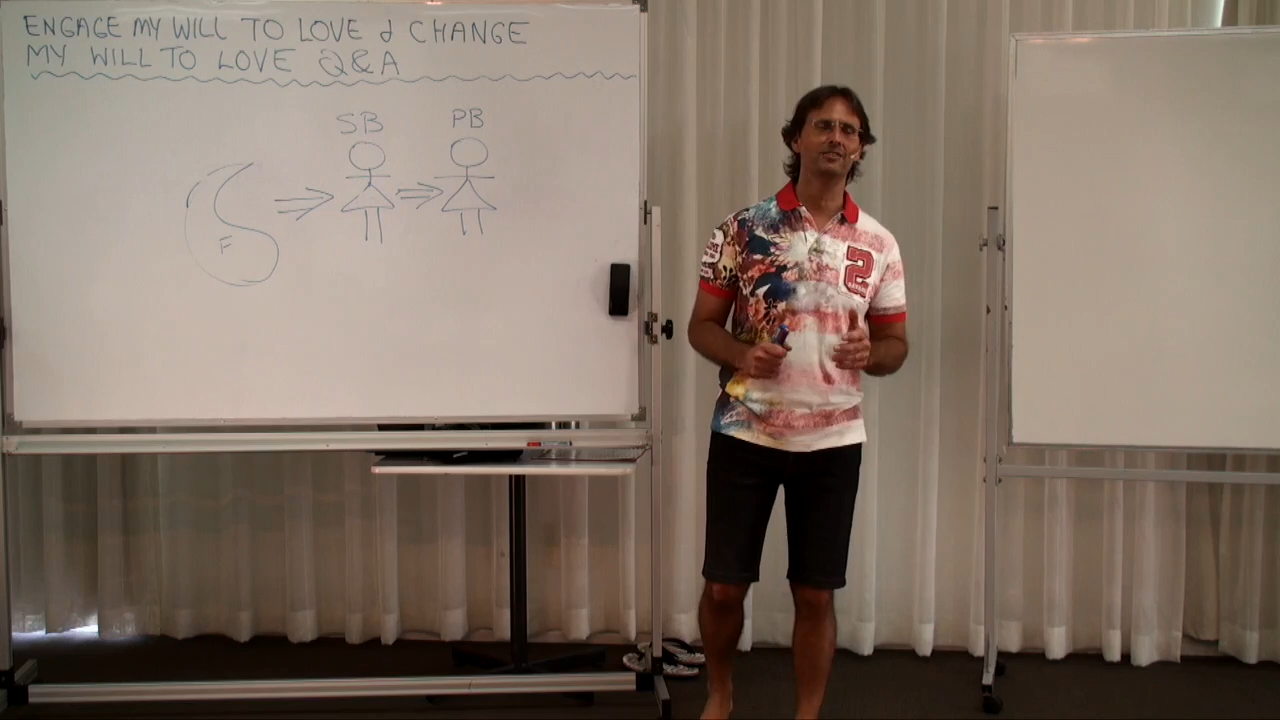 ENGAGE MY WILL TO LOVE & CHANGE
MY WILL TO LOVE Q&A
SB PB
F
2